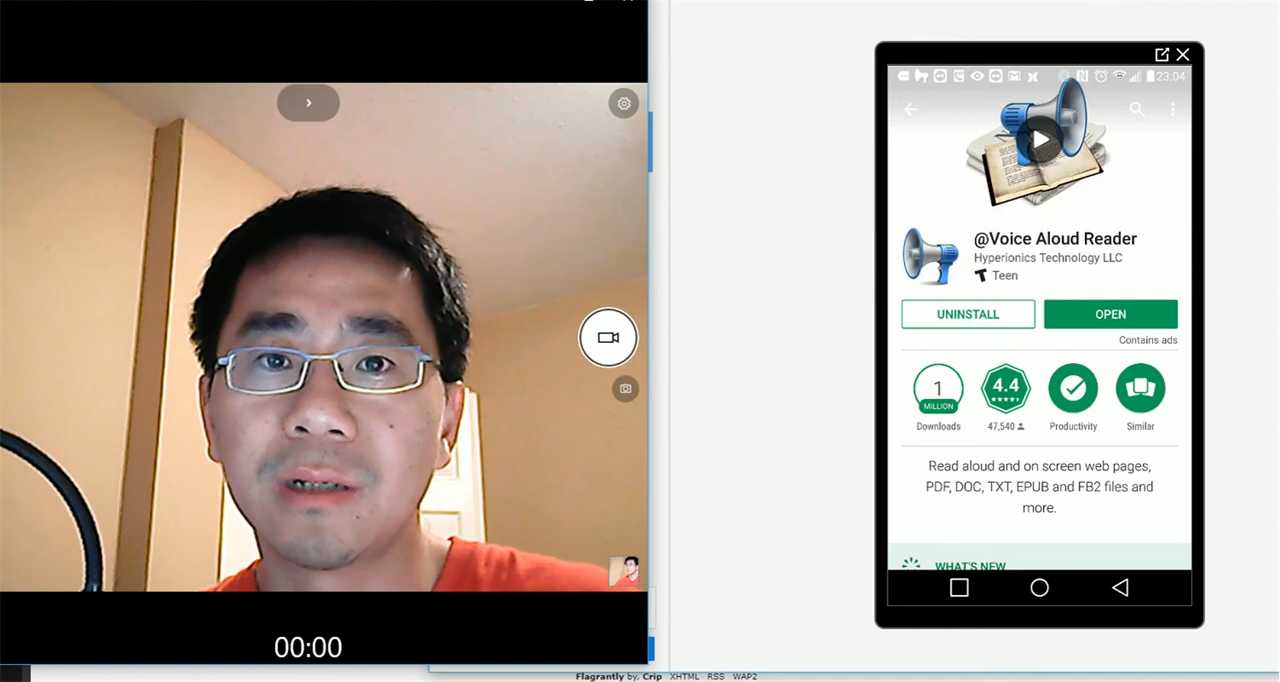 00:00
23:04
@Voice Aloud Reader
Hyperionics Technology LLC
Teen
UNINSTALL
OPEN
Contains ads
1
MILLION
Downloads
4.4
47,540
Productivity
Similar
Read aloud and on screen web pages,
PDF, DOC, TXT, EPUB and FB2 files and
more.
WHAT'S NEW
Flagrantly by, Crip XHTML RSS WAP2